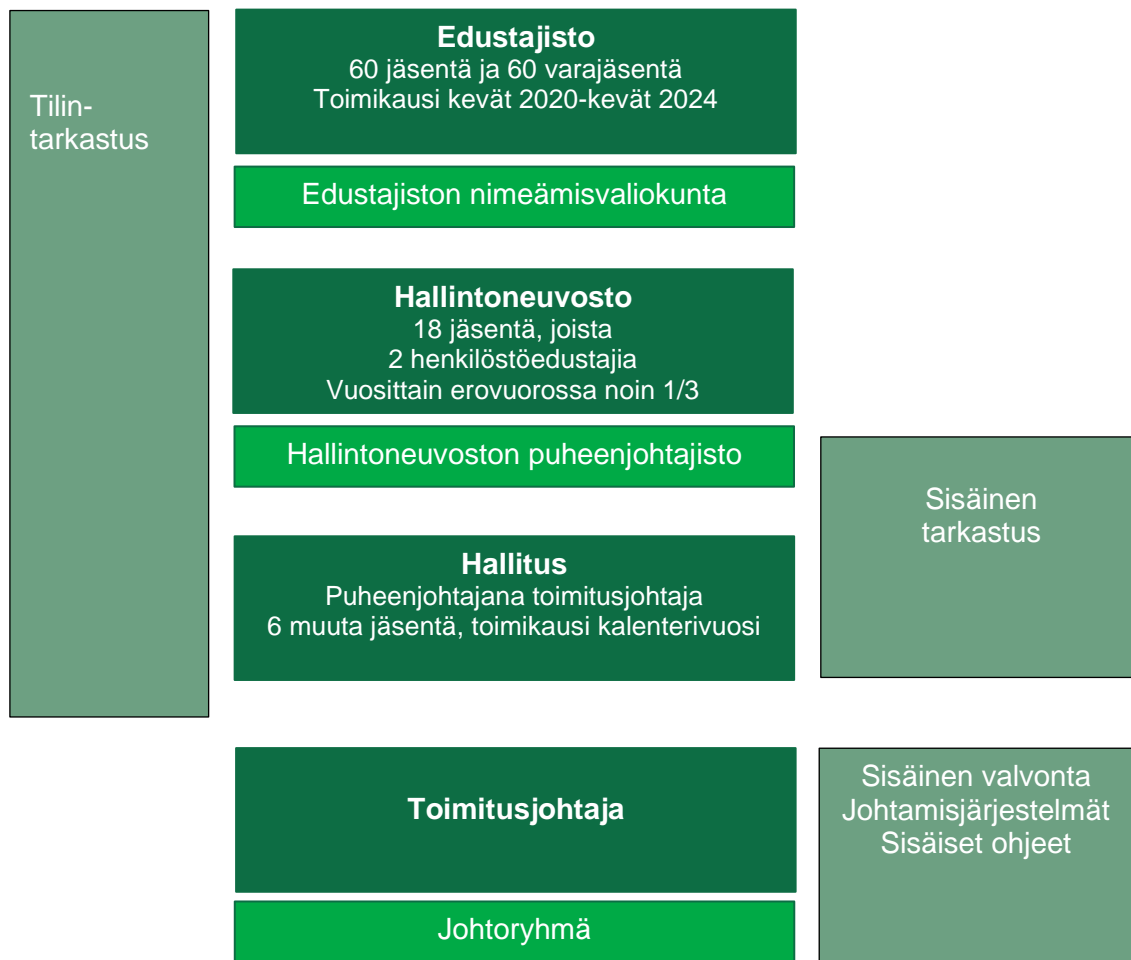 Tilin-
tarkastus
Edustajisto
60 jäsentä ja 60 varajäsentä
Toimikausi kevät 2020-kevät 2024
Edustajiston nimeämisvaliokunta
Hallintoneuvosto
18 jäsentä, joista
2 henkilöstöedustajia
Vuosittain erovuorossa noin 1/3
Hallintoneuvoston puheenjohtajisto
Sisäinen
tarkastus
Hallitus
Puheenjohtajana toimitusjohtaja
6 muuta jäsentä, toimikausi kalenterivuosi
Toimitusjohtaja
Johtoryhmä
Sisäinen valvonta
Johtamisjärjestelmät
Sisäiset ohjeet